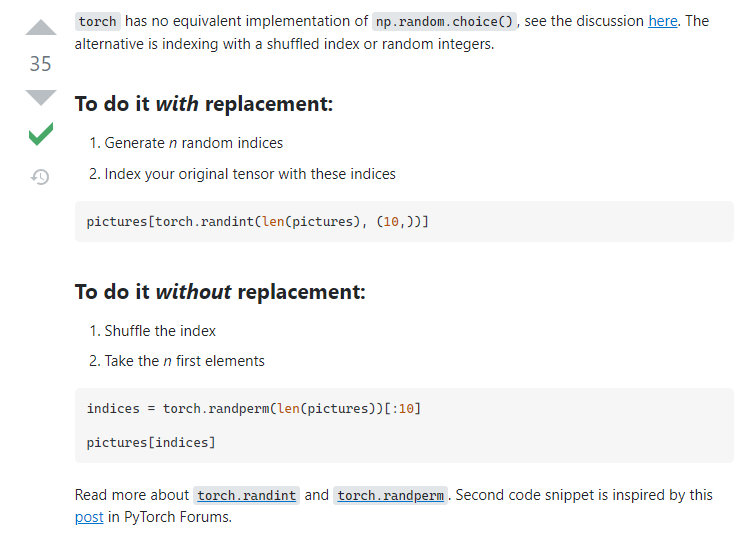 torch has no equivalent implementation of np.random.choice(), see the discussion here. The
alternative is indexing with a shuffled index or random integers.
35
To do it with replacement:
1. Generate n random indices
2. Index your original tensor with these indices
pictures[torch.randint(len(pictures), (10,))]
To do it without replacement:
1. Shuffle the index
2. Take the n first elements
indices = torch.randperm(len(pictures))[:10]
pictures[indices]
Read more about torch.randint and torch.randperm. Second code snippet is inspired by this
post in PyTorch Forums.